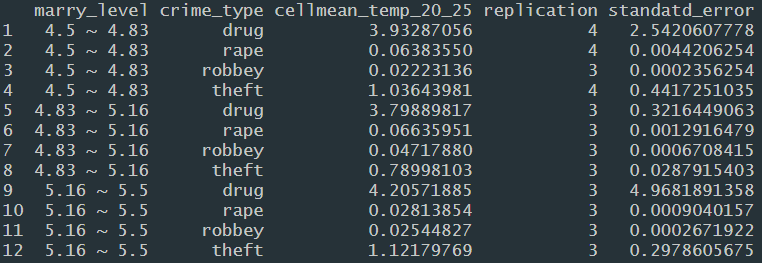 marry_level crime_type cellmean_temp_20_25 replication standatd_error
1 4.5 ~ 4.83 drug 3.93287056 4 2.5420607778
2 4.5 ~ 4.83 rape 0.06383550 4 0.0044206254
3 4.5 ~ 4.83 robbey 0.02223136 3 0.0002356254
4 4.5 ~ 4.83 theft 1.03643981 4 0.4417251035
5 4.83 ~ 5.16 drug 3.79889817 3 0.3216449063
6 4.83 ~ 5.16 rape 0.06635951 3 0.0012916479
7 4.83 ~ 5.16 robbey 0.04717880 3 0.0006708415
8 4.83 ~ 5.16 theft 0.78998103 3 0.0287915403
9 5.16 ~ 5.5 drug 4.20571885 3 4.9681891358
10 5.16 ~ 5.5 rape 0.02813854 3 0.0009040157
11 5.16 ~ 5.5 robbey 0.02544827 3 0.0002671922
12 5.16 ~ 5.5 theft 1.12179769 3 0.2978605675